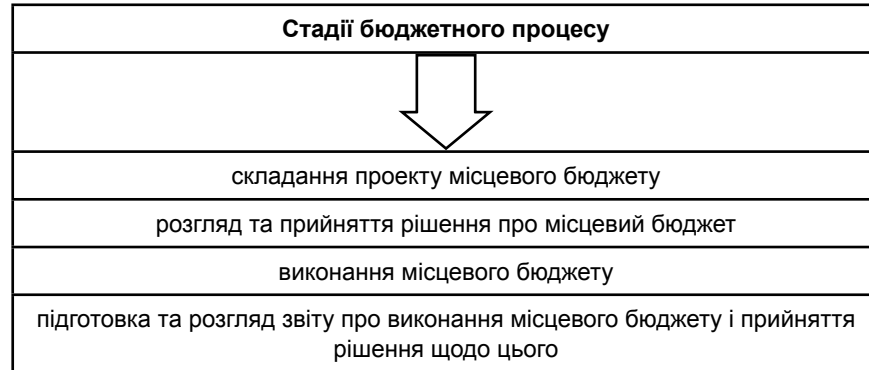 Стадії бюджетного процесу
складання проекту місцевого бюджету
розгляд та прийняття рішення про місцевий бюджет
виконання місцевого бюджету
підготовка та розгляд звіту про виконання місцевого бюджету і прийняття
рішення щодо цього